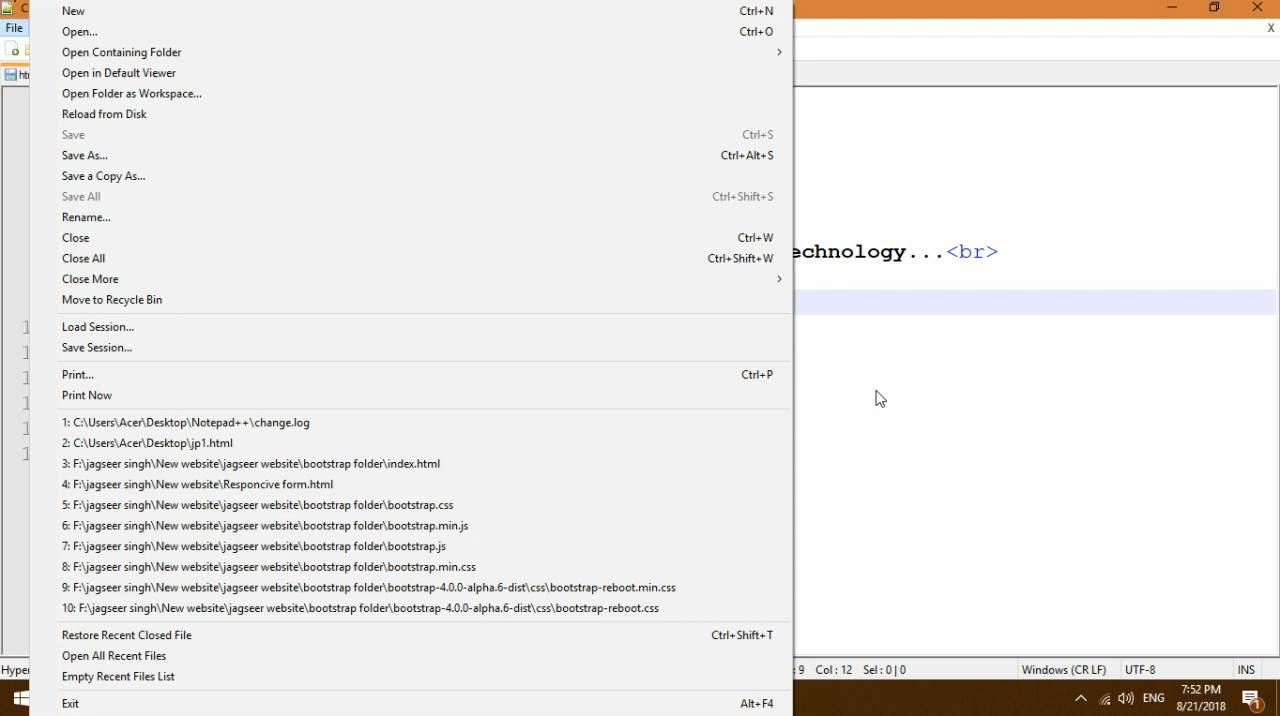 File
New Ctrl+N
Open... Ctrl+O
Open Containing Folder
Open in Default Viewer
Open Folder as Workspace...
Reload from Disk
Save Ctrl+S
Save As... Ctrl+Alt+S
Save a Copy As...
Save All Ctrl+Shift+S
Rename...
Close Ctrl+W
Close All Ctrl+Shift+W
Close More
Move to Recycle Bin
Load Session...
Save Session...
Print... Ctrl+P
Print Now
1: C:\Users\Acer\Desktop\Notepad++\change.log
2: C:\Users\Acer\Desktop\jp1.html
3: F:\jagseer singh\New website\jagseer website\bootstrap folder\index.html
4: F:\jagseer singh\New website\Responcive form.html
5: F:\jagseer singh\New website\jagseer website\bootstrap folder\bootstrap.css
6: F:\jagseer singh\New website\jagseer website\bootstrap folder\bootstrap.min.js
7: F:\jagseer singh\New website\jagseer website\bootstrap folder\bootstrap.js
8: F:\jagseer singh\New website\jagseer website\bootstrap folder\bootstrap.min.css
9: F:\jagseer singh\New website\jagseer website\bootstrap folder\bootstrap-4.0.0-alpha.6-dist\css\bootstrap-reboot.min.css
10: F:\jagseer singh\New website\jagseer website\bootstrap folder\bootstrap-4.0.0-alpha.6-dist\css\bootstrap-reboot.css
Restore Recent Closed File Ctrl+Shift+T
Open All Recent Files
Empty Recent Files List
Exit Alt+F4
X
echnology...<br>
Hyper
: 9 Col : 12 Sel : 0 | 0 Windows (CR LF) UTF-8 INS
ENG
7:52 PM
8/21/2018
1